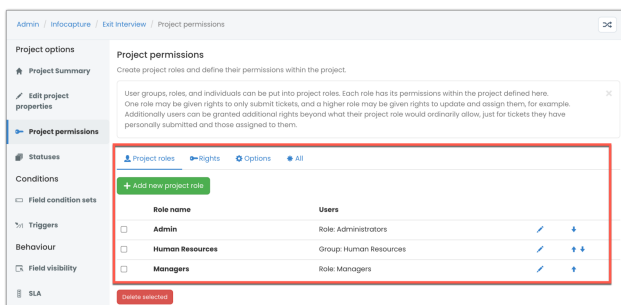 Admin / Infocapture / Exit Interview / Project permissions
Project options
Project Summary
Edit project
properties
Project permissions
Statuses
Conditions
Field condition sets
Triggers
Behaviour
Field visibility
SLA
Project permissions
Create project roles and define their permissions within the project.
User groups, roles, and individuals can be put into project roles. Each role has its permissions within the project defined here.
One role may be given rights to only submit tickets, and a higher role may be given rights to update and assign them, for example.
Additionally users can be granted additional rights beyond what their project role would ordinarily allow, just for tickets they have
personally submitted and those assigned to them.
Project roles Rights Options All
+ Add new project role
Role name Users
Admin Role: Administrators
Human Resources Group: Human Resources
Managers Role: Managers
Delete selected